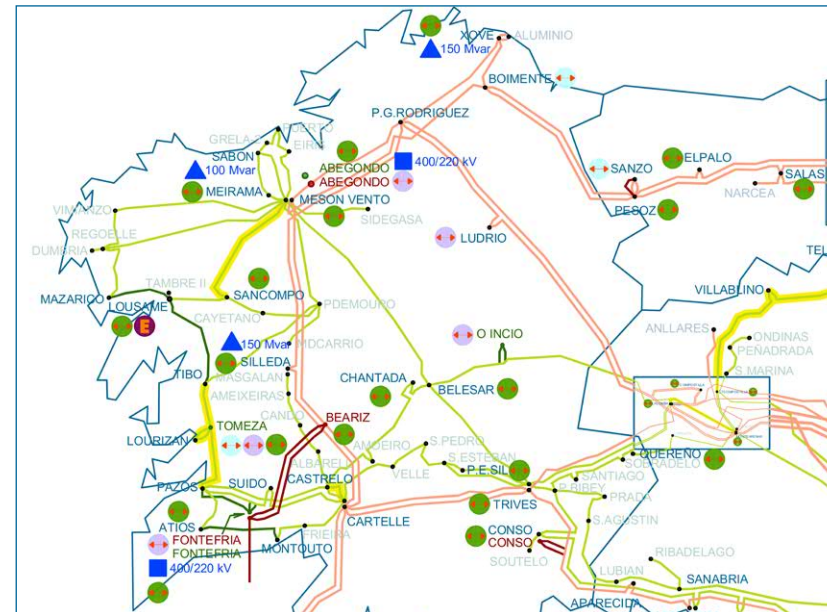 XOVE
ALUMINIO
150 Mvar
BOIMENTE
P.G.RODRIGUEZ
PUERTO
GRELA-2
EIRIS
SABON
ABEGONDO
400/220 kV
SANZO
ELPALO
100 Mvar
ABEGONDO
SALAS
MEIRAMA
MESON VENTO
NARCEA
VIMIANZO
SIDEGASA
PESOZ
REGOELLE
LUDRIO
DUMBRIA
TEL
TAMBRE II
VILLABLINO
MAZARICO
SANCOMPO
PDEMOURO
LOUSAME
CAYETANO
E
ANLLARES
ONDINAS
150 Mvar
MDCARRIO
O INCIO
PEÑADRADA
SILLEDA
S.MARINA
TIBO
MASGALAN
CHANTADA
BELESAR
AMEIXEIRAS
TOMEZA
BEARIZ
CANDO
LOURIZAN
S.PEDRO
AMOEIRO
QUEREÑO
ALBARELL
S.ESTEBAN
SOBRADELO
VELLE
P.E.SIL
SUIDO
CASTRELO
SANTIAGO
PAZOS
P.BIBEY
PRADA
TRIVES
CARTELLE
ATIOS
S.AGUSTIN
FRIEIRA
CONSO
FONTEFRIA
MONTOUTO
CONSO
FONTEFRIA
SOUTELO
RIBADELAGO
400/220 kV
LUBIAN
SANABRIA
APARECIDA